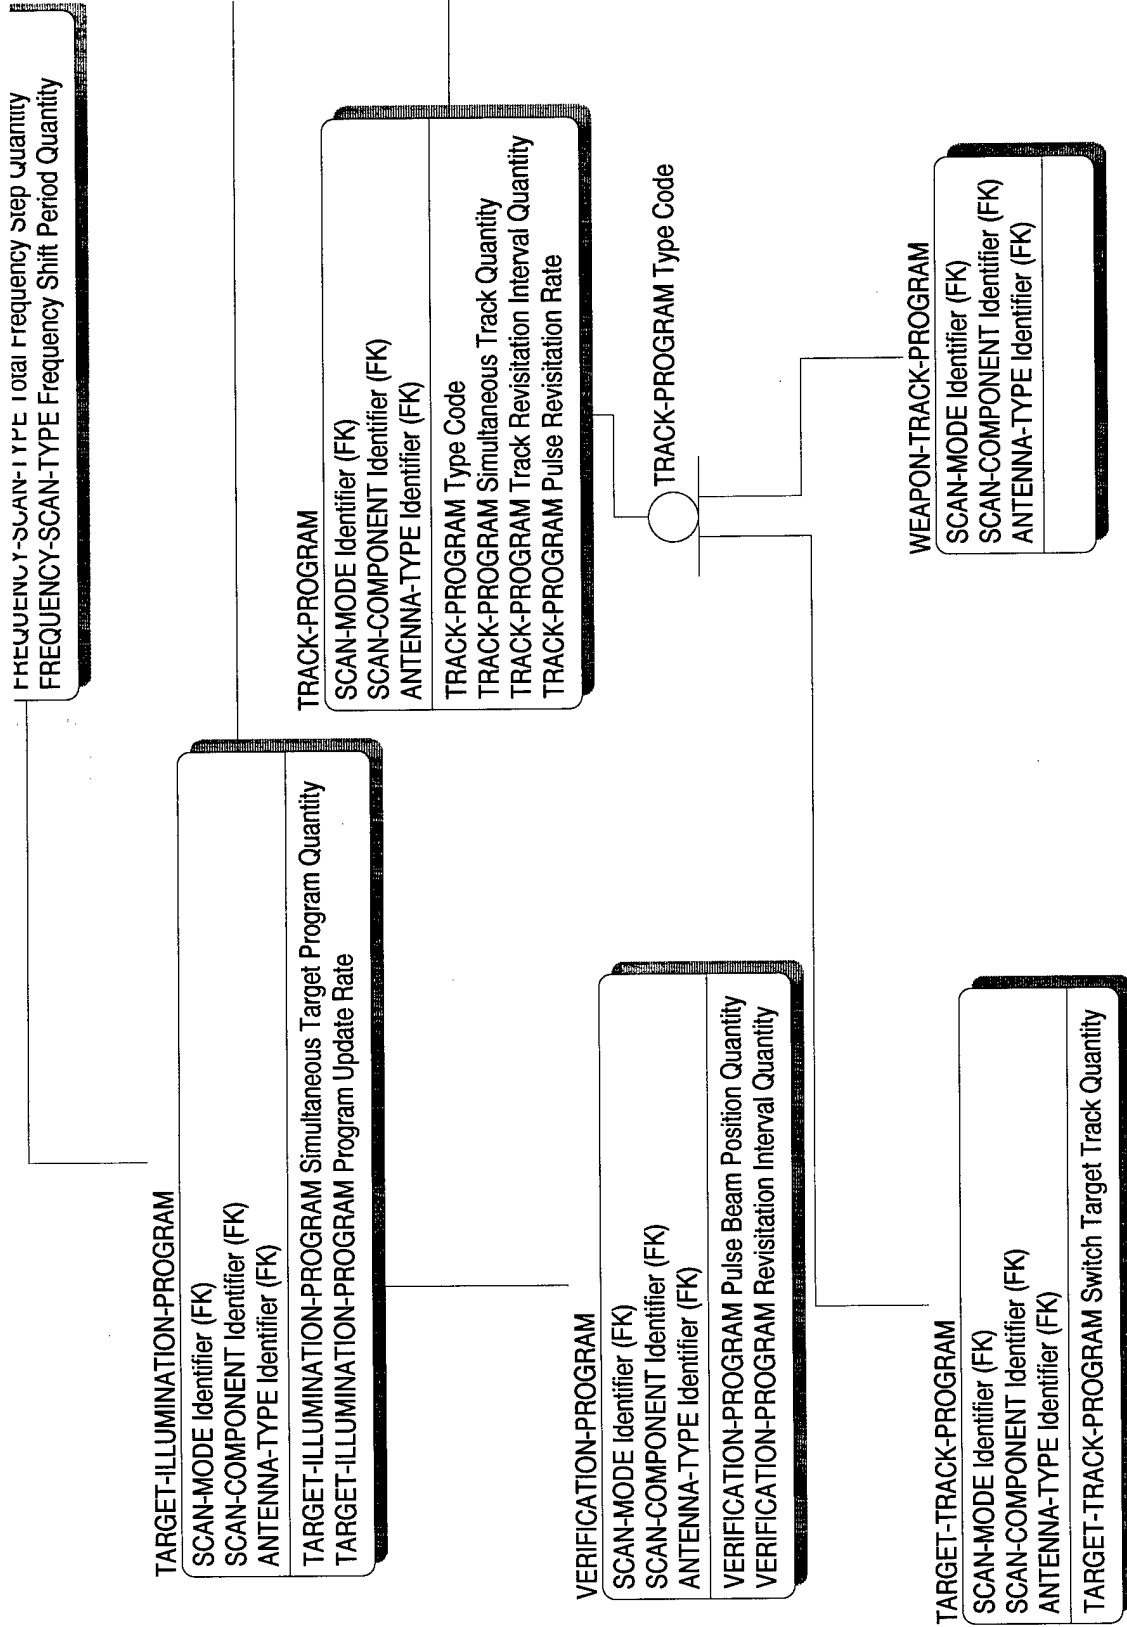 FREQUENCY-SCAN-TYPE Total Frequency Step Quantity
FREQUENCY-SCAN-TYPE Frequency Shift Period Quantity
TARGET-ILLUMINATION-PROGRAM
SCAN-MODE Identifier (FK)
SCAN-COMPONENT Identifier (FK)
ANTENNA-TYPE Identifier (FK)
TARGET-ILLUMINATION-PROGRAM Simultaneous Target Program Quantity
TARGET-ILLUMINATION-PROGRAM Program Update Rate
TRACK-PROGRAM
SCAN-MODE Identifier (FK)
SCAN-COMPONENT Identifier (FK)
ANTENNA-TYPE Identifier (FK)
TRACK-PROGRAM Type Code
TRACK-PROGRAM Simultaneous Track Quantity
TRACK-PROGRAM Track Revisitation Interval Quantity
TRACK-PROGRAM Pulse Revisitation Rate
VERIFICATION-PROGRAM
SCAN-MODE Identifier (FK)
SCAN-COMPONENT Identifier (FK)
ANTENNA-TYPE Identifier (FK)
VERIFICATION-PROGRAM Pulse Beam Position Quantity
VERIFICATION-PROGRAM Revisitation Interval Quantity
TRACK-PROGRAM Type Code
TARGET-TRACK-PROGRAM
SCAN-MODE Identifier (FK)
SCAN-COMPONENT Identifier (FK)
ANTENNA-TYPE Identifier (FK)
TARGET-TRACK-PROGRAM Switch Target Track Quantity
WEAPON-TRACK-PROGRAM
SCAN-MODE Identifier (FK)
SCAN-COMPONENT Identifier (FK)
ANTENNA-TYPE Identifier (FK)